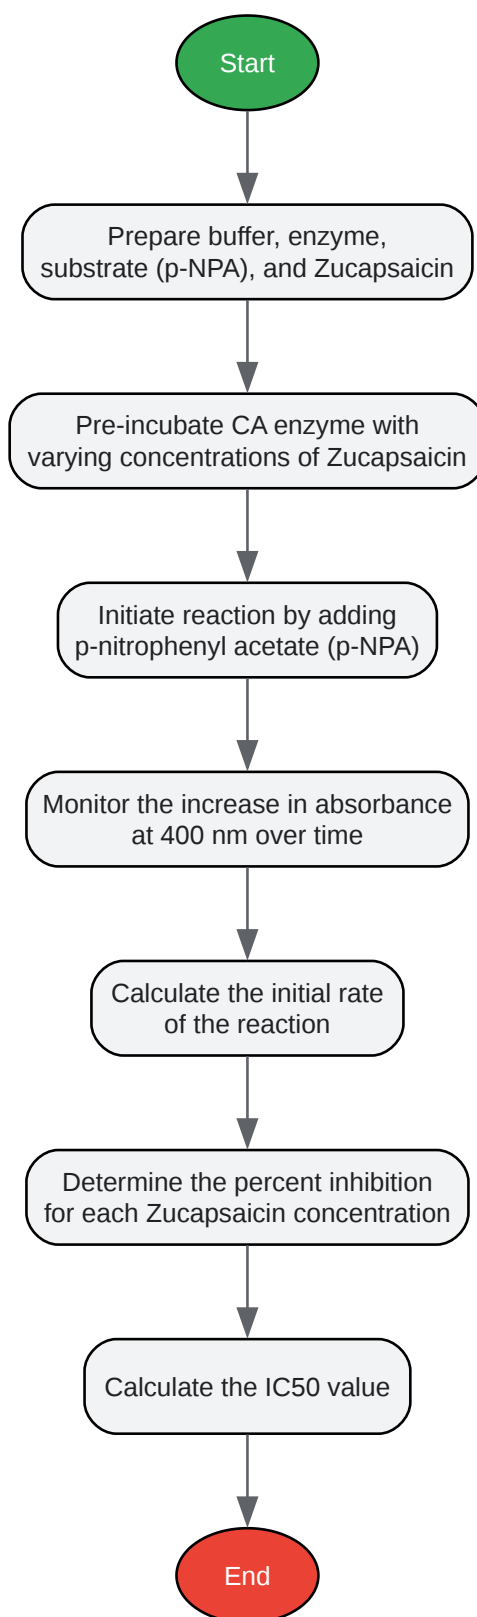 Start
Prepare buffer, enzyme,
substrate (p-NPA), and Zucapsaicin
Pre-incubate CA enzyme with
varying concentrations of Zucapsaicin
Initiate reaction by adding
p-nitrophenyl acetate (p-NPA)
Monitor the increase in absorbance
at 400 nm over time
Calculate the initial rate
of the reaction
Determine the percent inhibition
for each Zucapsaicin concentration
Calculate the IC50 value
End